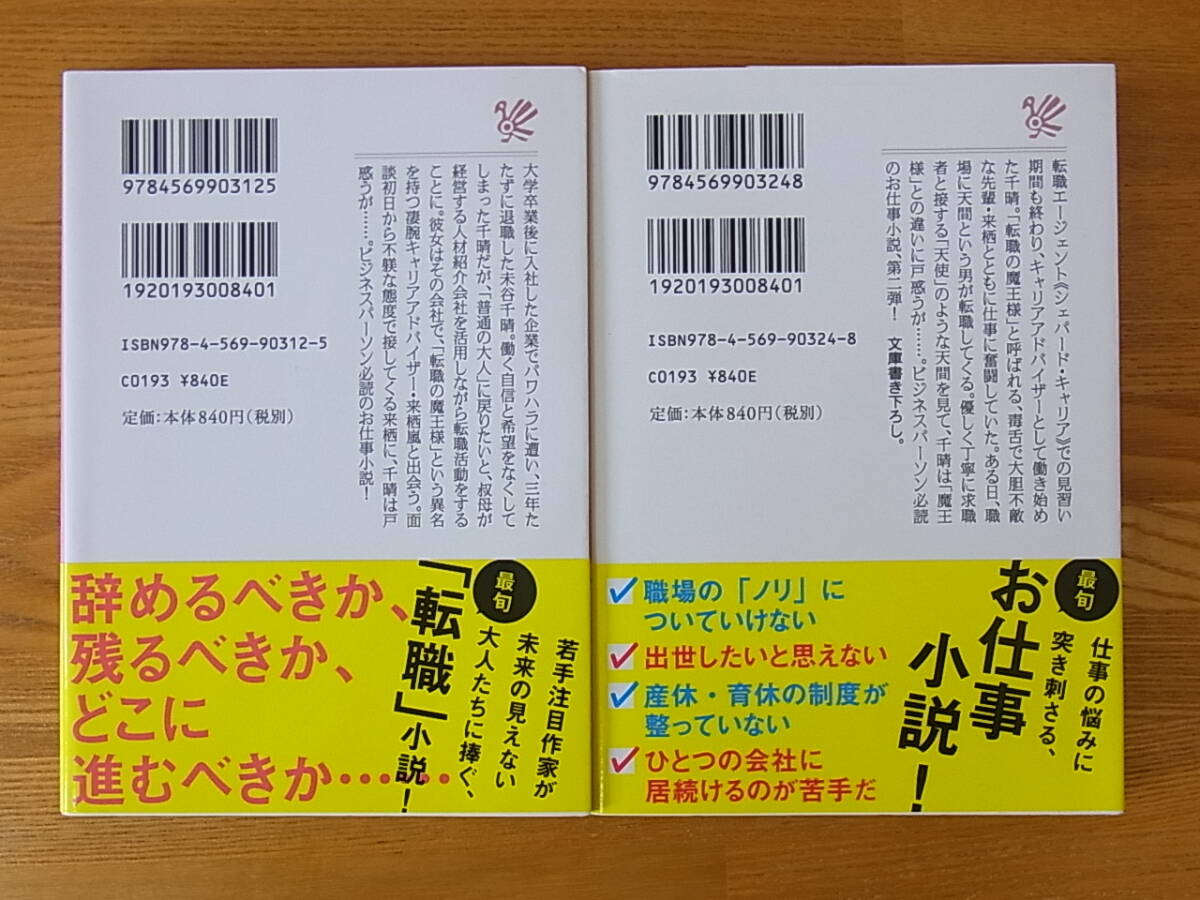 9784569903125
1920193008401
ISBN978-4-569-90312-5
C0193 ¥840E
定価:本体840円(税別)
大学卒業後に入社した企業でパワハラに遭い、三年た
たずに退職した未谷千晴。働く自信と希望をなくして
しまった千晴だが、「普通の大人」に戻りたいと、叔母が
経営する人材紹介会社を活用しながら転職活動をする
ことに。彼女はその会社で、「転職の魔王様」という異名
を持つ凄腕キャリアアドバイザー・来栖嵐と出会う。面
談初日から不躾な態度で接してくる来栖に、千晴は戸
惑うが……。ビジネスパーソン必読のお仕事小説!
最旬
若手注目作家が
未来の見えない
大人たちに捧ぐ、
「転職」小説!
辞めるべきか、
残るべきか、
どこに
進むべきか……
9784569903248
1920193008401
ISBN978-4-569-90324-8
C0193 ¥840E
定価:本体840円(税別)
転職エージェント《シェパード・キャリア》での見習い
期間も終わり、キャリアアドバイザーとして働き始め
た千晴。「転職の魔王様」と呼ばれる、毒舌で大胆不敵
な先輩・来栖とともに仕事に奮闘していた。ある日、職
場に天間という男が転職してくる。優しく丁寧に求職
者と接する「天使」のような天間を見て、千晴は「魔王
様」との違いに戸惑うが……。ビジネスパーソン必読
のお仕事小説、第二弾! 文庫書き下ろし。
最旬
仕事の悩みに
突き刺さる、
お仕事
小説!
職場の「ノリ」に
ついていけない
出世したいと思えない
産休・育休の制度が
整っていない
ひとつの会社に
居続けるのが苦手だ